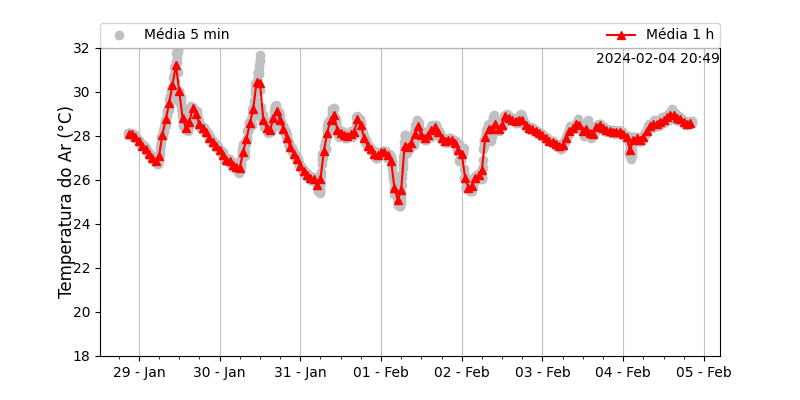 Média 5 min
Média 1 h
2024-02-04 20:49
Temperatura do Ar (°C)
32
30
28
26
24
22
20
18
29 - Jan
30 - Jan
31 - Jan
01 - Feb
02 - Feb
03 - Feb
04 - Feb
05 - Feb